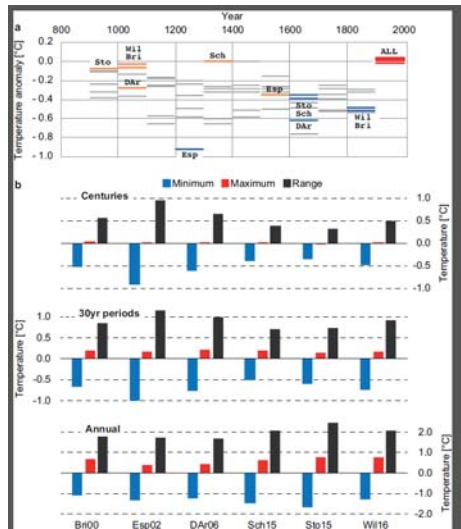 Year
800 1000 1200 1400 1600 1800 2000
a
Temperature anomaly [°C]
0.2
0.0
-0.2
-0.4
-0.6
-0.8
-1.0
Sto
Wil
Bri
DAr
Sch
Esp
Esp
Sto
Sch
DAr
ALL
Wil
Bri
b
Minimum Maximum Range
Centuries
1.0
0.5
0.0
-0.5
-1.0
Temperature [°C]
30yr periods
1.0
0.5
0.0
-0.5
-1.0
Temperature [°C]
Annual
2.0
1.0
0.0
-1.0
-2.0
Temperature [°C]
Bri00 Esp02 DAr06 Sch15 Sto15 Wil16